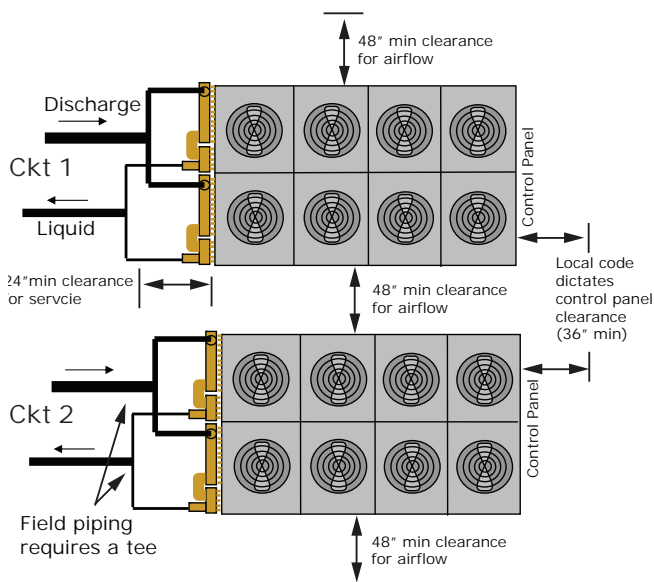 48" min clearance
for airflow
Discharge
Ckt 1
Liquid
Control Panel
24"min clearance
for servcie
48" min clearance
for airflow
Local code
dictates
control panel
clearance
(36" min)
Ckt 2
Control Panel
Field piping
requires a tee
48" min clearance
for airflow